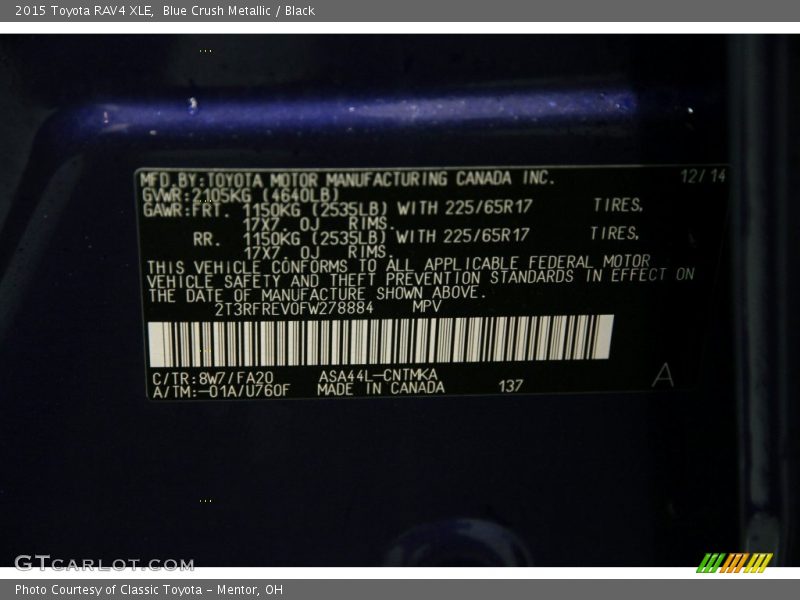 2015 Toyota RAV4 XLE,  Blue Crush Metallic / Black
MFD.BY:TOYOTA MOTOR MANUFACTURING CANADA INC. 12/14
GVWR:2105KG (4640LB)
GAWR:FRT. 1150KG (2535LB) WITH 225/65R17 TIRES,
17X7. 0J RIMS.
RR. 1150KG (2535LB) WITH 225/65R17 TIRES,
17X7. 0J RIMS.
THIS VEHICLE CONFORMS TO ALL APPLICABLE FEDERAL MOTOR
VEHICLE SAFETY AND THEFT PREVENTION STANDARDS IN EFFECT ON
THE DATE OF MANUFACTURE SHOWN ABOVE.
2T3RFREV0FW278884 MPV
C/TR:8W7/FA20 ASA44L-CNTMKA
A/TM:-01A/U760F MADE IN CANADA 137 A
GTCARLOT.COM
Photo Courtesy of Classic Toyota - Mentor, OH